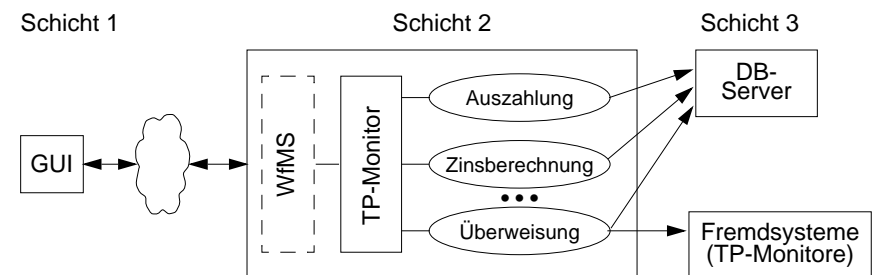 Schicht 1
Schicht 2
Schicht 3
GUI
WfMS
TP-Monitor
Auszahlung
Zinsberechnung
Überweisung
DB-
Server
Fremdsysteme
(TP-Monitore)